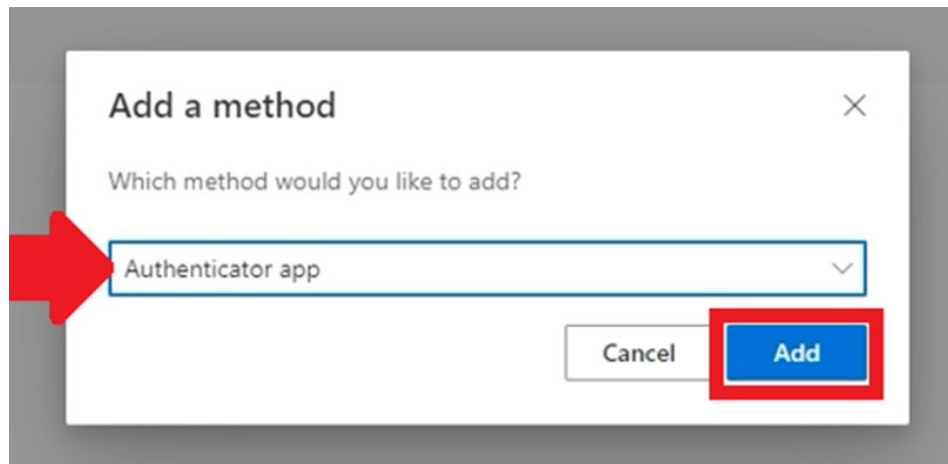 Add a method
Which method would you like to add?
Authenticator app
Cancel
Add